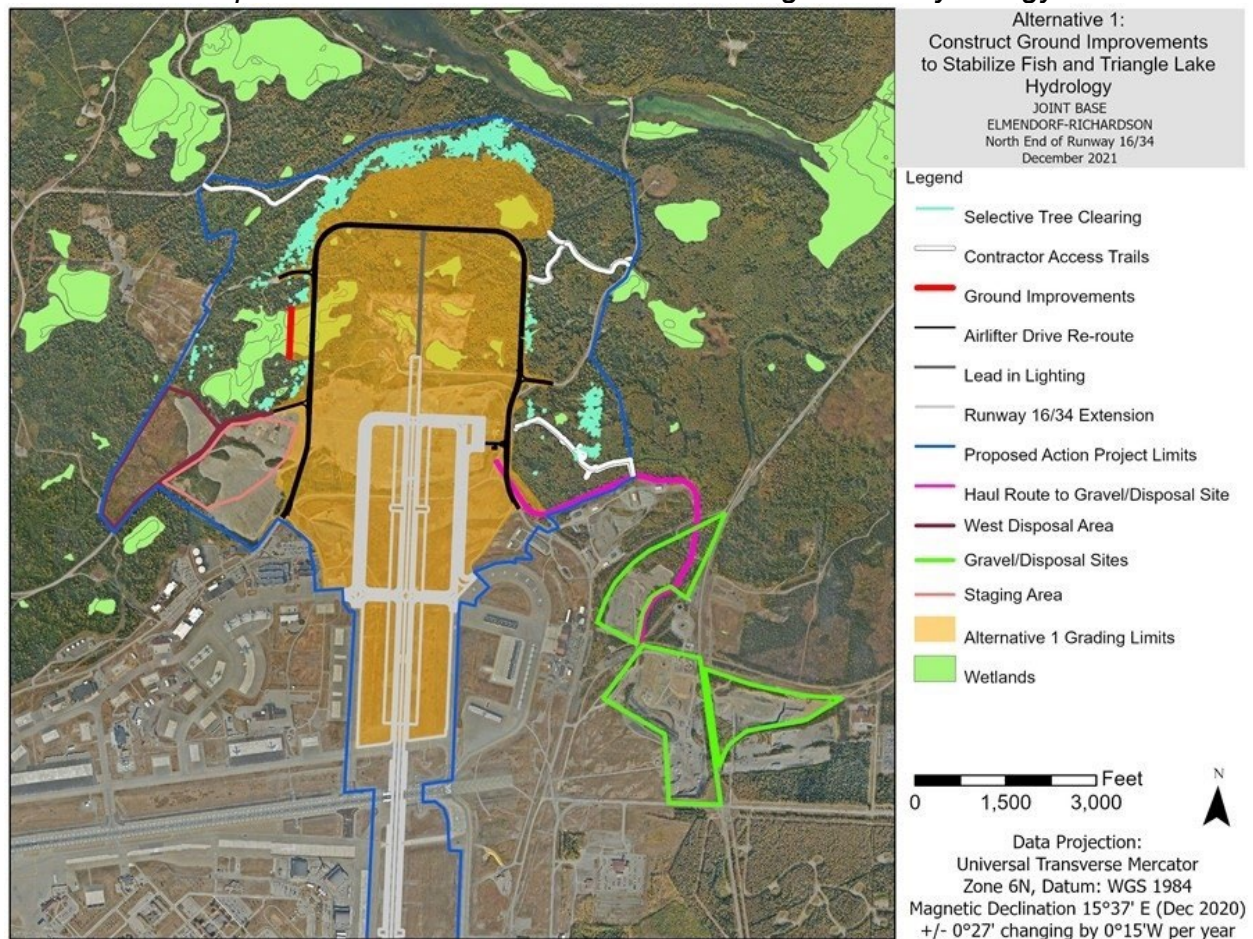 Alternative 1:
Construct Ground Improvements
to Stabilize Fish and Triangle Lake
Hydrology
JOINT BASE
ELMENDORF-RICHARDSON
North End of Runway 16/34
December 2021
Legend
Selective Tree Clearing
Contractor Access Trails
Ground Improvements
Airlifter Drive Re-route
Lead in Lighting
Runway 16/34 Extension
Proposed Action Project Limits
Haul Route to Gravel/Disposal Site
West Disposal Area
Gravel/Disposal Sites
Staging Area
Alternative 1 Grading Limits
Wetlands
Feet
0 1,500 3,000
N
Data Projection:
Universal Transverse Mercator
Zone 6N, Datum: WGS 1984
Magnetic Declination 15°37' E (Dec 2020)
+/- 0°27' changing by 0°15'W per year